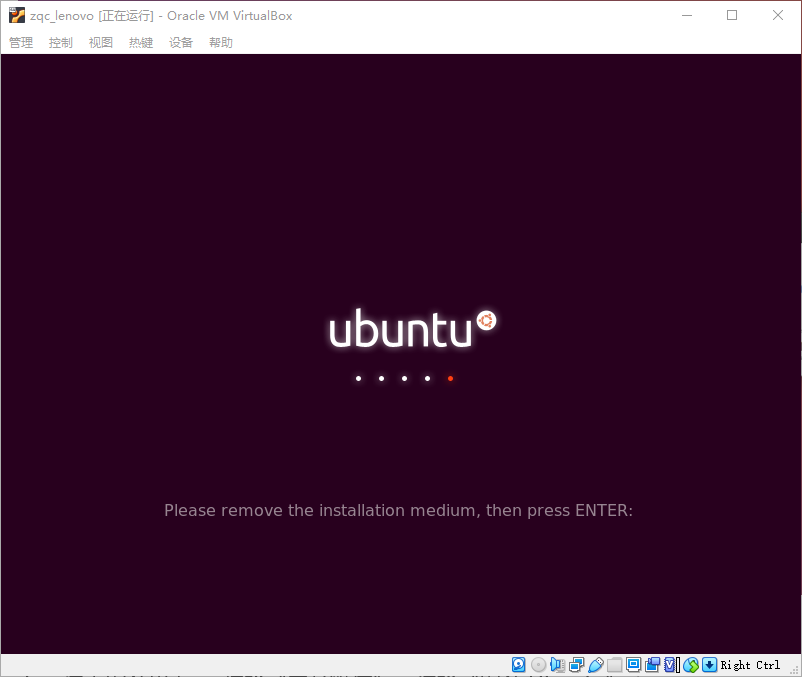 zqc_lenovo [正在运行] - Oracle VM VirtualBox
管理 控制 视图 热键 设备 帮助
ubuntu
Please remove the installation medium, then press ENTER:
Right Ctrl